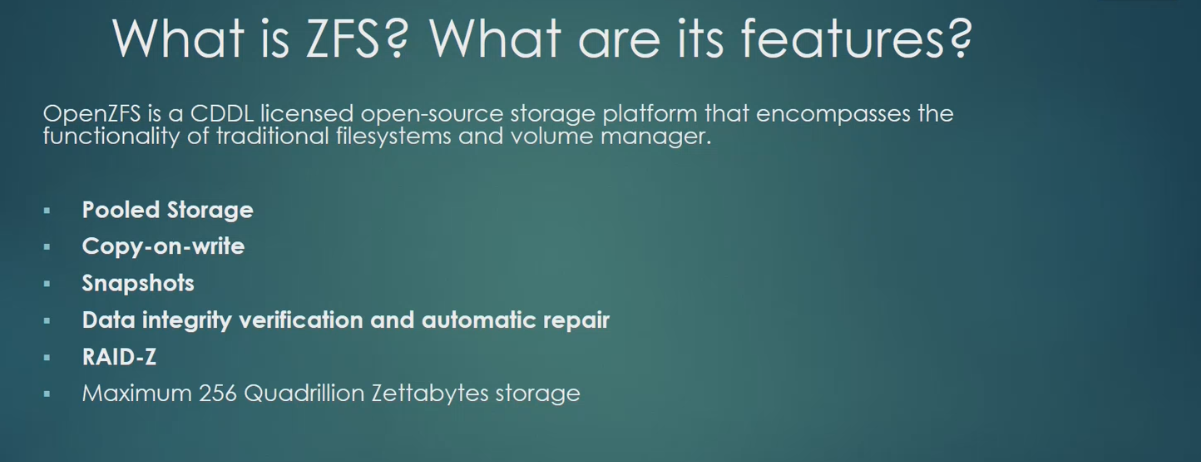 What is ZFS? What are its features?
OpenZFS is a CDDL licensed open-source storage platform that encompasses the
functionality of traditional filesystems and volume manager.
Pooled Storage
Copy-on-write
Snapshots
Data integrity verification and automatic repair
RAID-Z
Maximum 256 Quadrillion Zettabytes storage